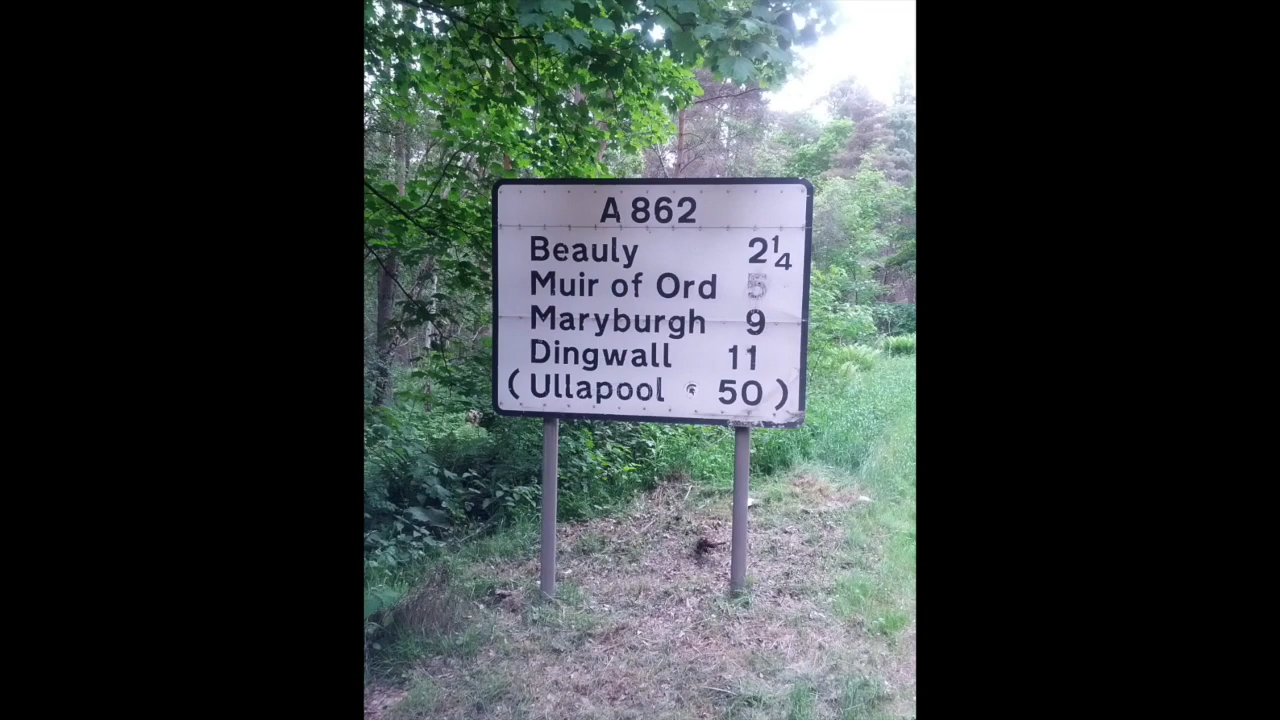 A 862
Beauly 2¼
Muir of Ord 5
Maryburgh 9
Dingwall 11
(Ullapool 50)